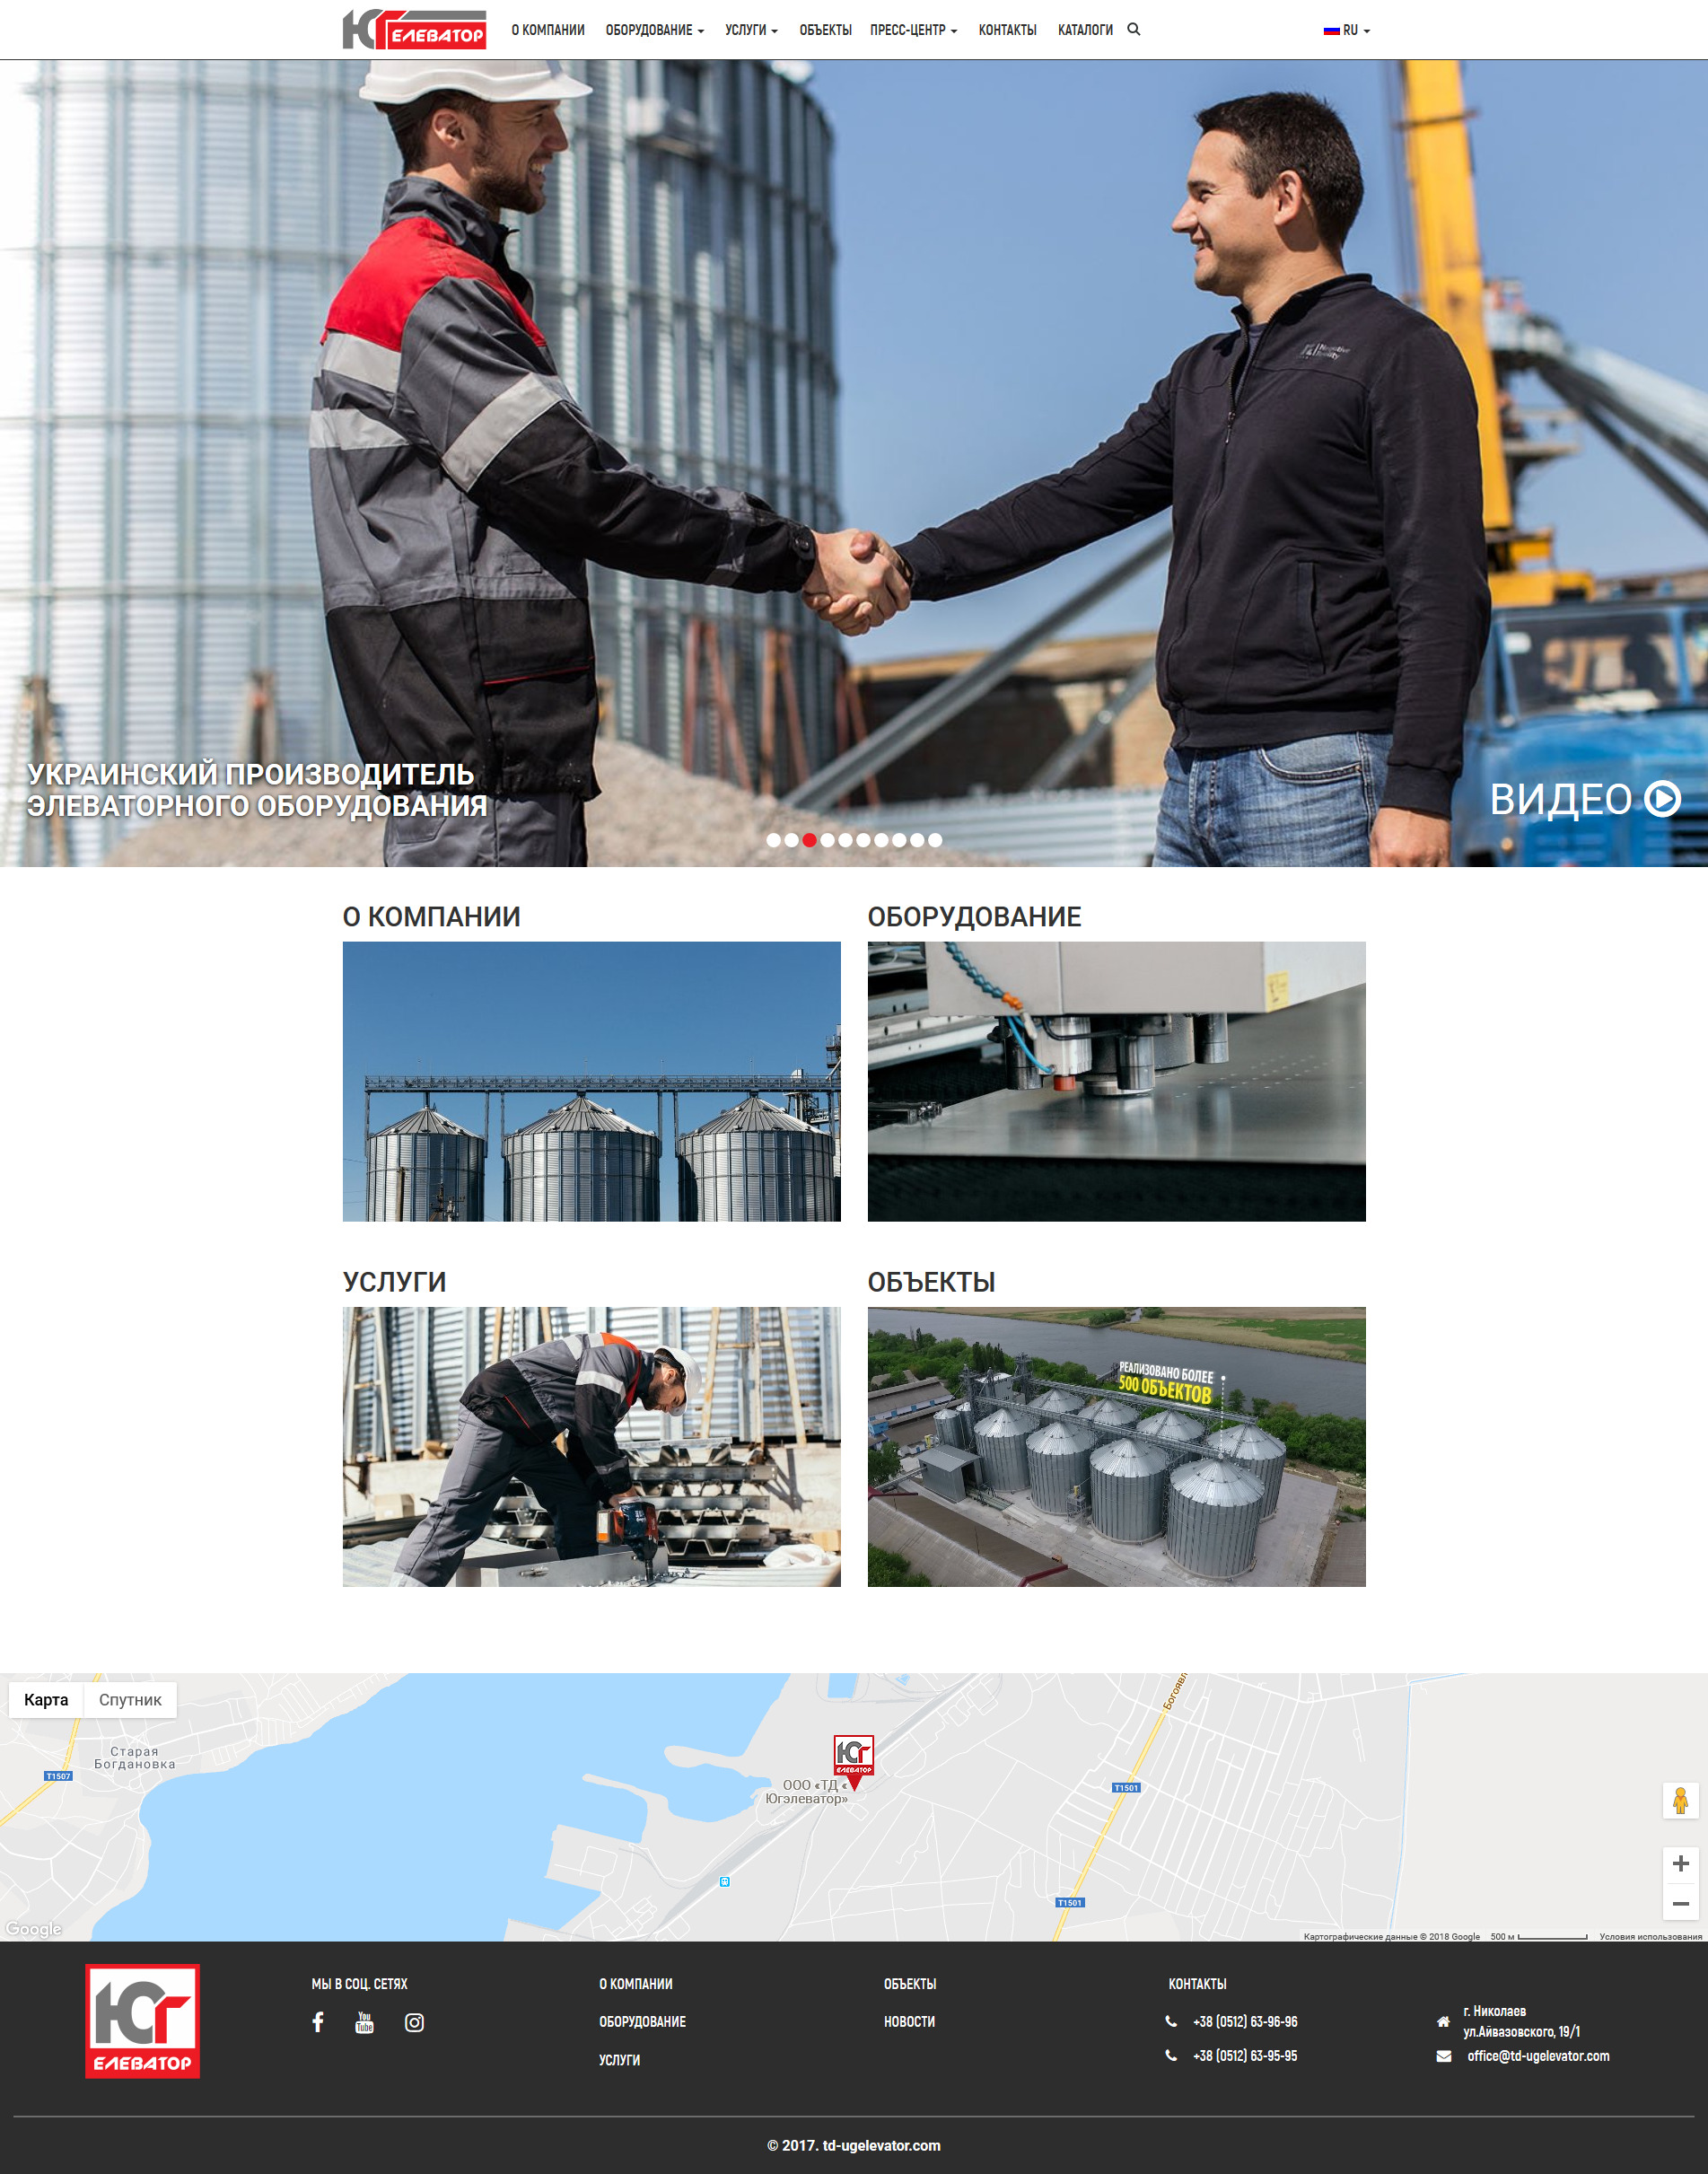 ЮГ ЕЛЕВАТОР
О КОМПАНИИ
ОБОРУДОВАНИЕ
УСЛУГИ
ОБЪЕКТЫ
ПРЕСС-ЦЕНТР
КОНТАКТЫ
КАТАЛОГИ
RU
УКРАИНСКИЙ ПРОИЗВОДИТЕЛЬ
ЭЛЕВАТОРНОГО ОБОРУДОВАНИЯ
ВИДЕО
О КОМПАНИИ
ОБОРУДОВАНИЕ
УСЛУГИ
ОБЪЕКТЫ
РЕАЛИЗОВАНО БОЛЕЕ
500 ОБЪЕКТОВ
Карта
Спутник
Старая
Богдановка
T1507
ЮГ
ЕЛЕВАТОР
ООО «ТД «
Югэлеватор»
T1501
T1501
Google
Картографические данные © 2018 Google
500 м
Условия использования
ЮГ
ЕЛЕВАТОР
МЫ В СОЦ. СЕТЯХ
You
Tube
О КОМПАНИИ
ОБОРУДОВАНИЕ
УСЛУГИ
ОБЪЕКТЫ
НОВОСТИ
КОНТАКТЫ
+38 (0512) 63-96-96
+38 (0512) 63-95-95
г. Николаев
ул.Айвазовского, 19/1
office@td-ugelevator.com
© 2017. td-ugelevator.com